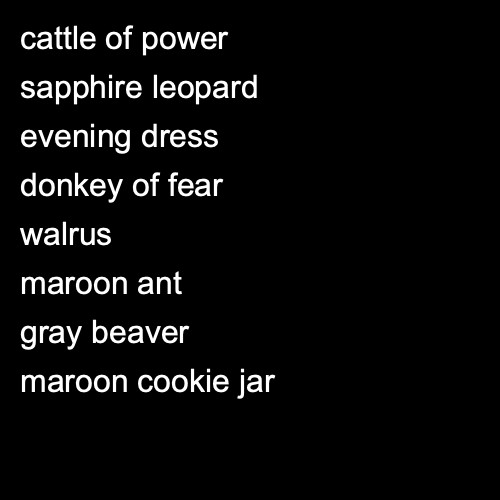 cattle of power
sapphire leopard
evening dress
donkey of fear
walrus
maroon ant
gray beaver
maroon cookie jar